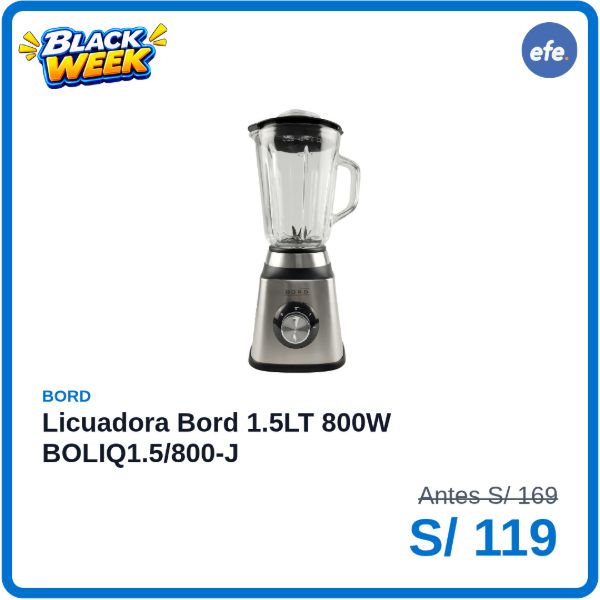 BLACK
WEEK
efe.
BORD
BORD
Licuadora Bord 1.5LT 800W
BOLIQ1.5/800-J
Antes S/ 169
S/ 119